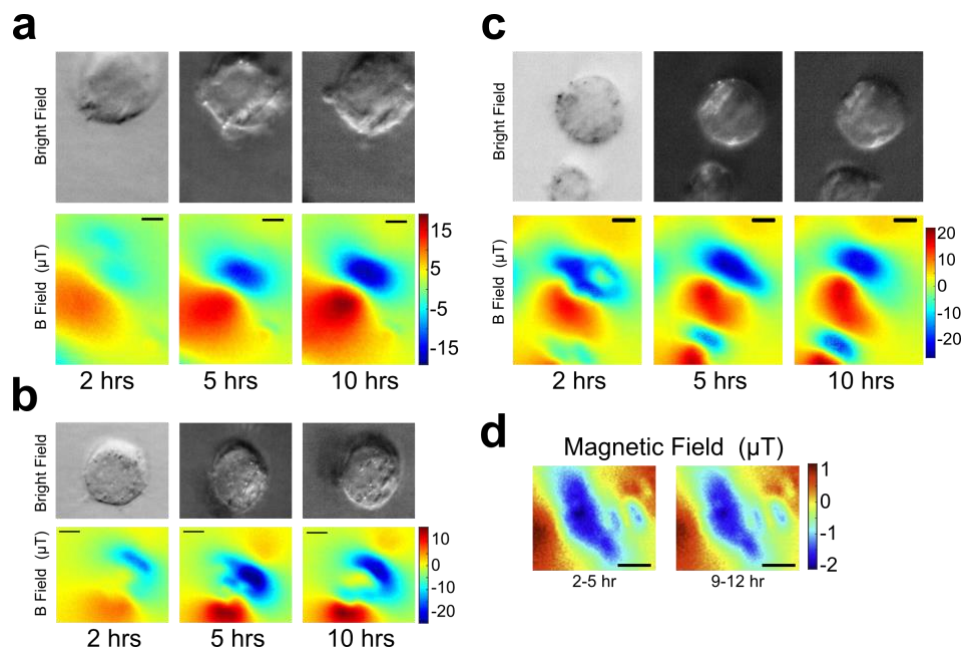 a
Bright Field
B Field (μT)
15
5
-5
-15
2 hrs
5 hrs
10 hrs
b
Bright Field
B Field (μT)
10
0
-10
-20
2 hrs
5 hrs
10 hrs
c
Bright Field
B Field (μT)
20
10
0
-10
-20
2 hrs
5 hrs
10 hrs
d
Magnetic Field (μT)
1
0
-1
-2
2-5 hr
9-12 hr